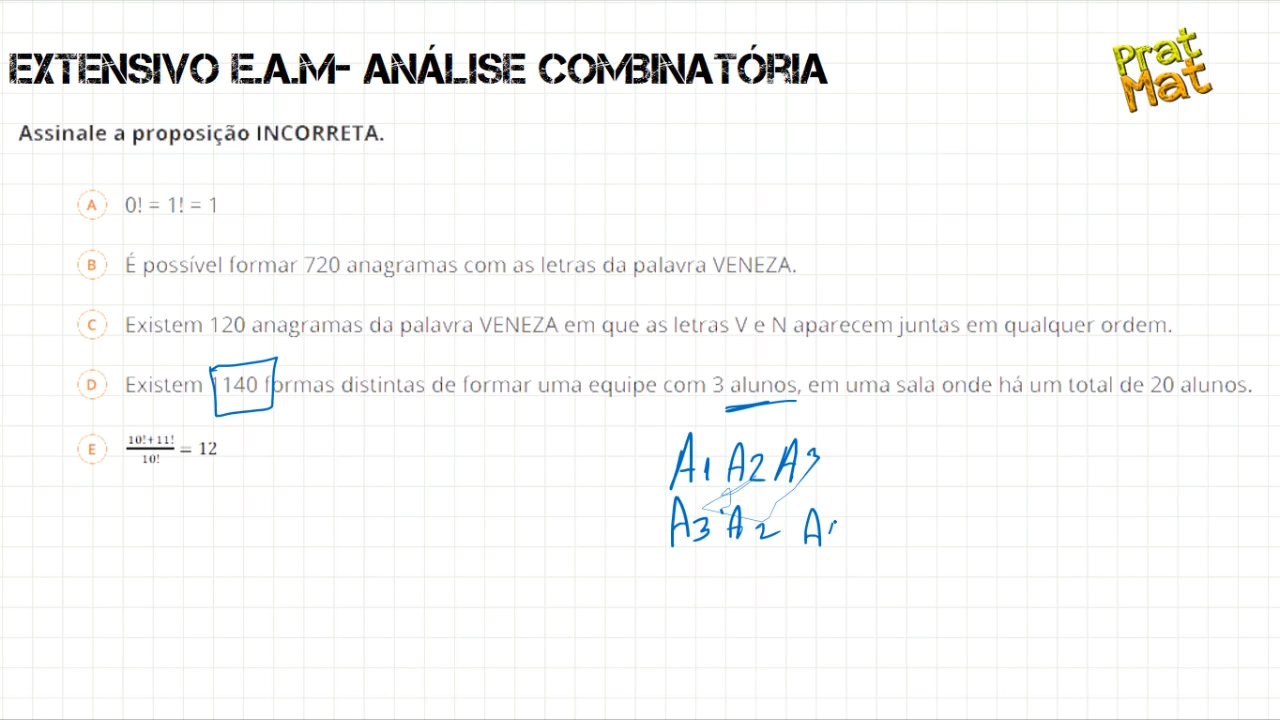 EXTENSIVO E.A.M- ANÁLISE COMBINATÓRIA
Prat
Mat
Assinale a proposição INCORRETA.
A 0! = 1! = 1
B É possível formar 720 anagramas com as letras da palavra VENEZA.
C Existem 120 anagramas da palavra VENEZA em que as letras V e N aparecem juntas em qualquer ordem.
D Existem 1140 formas distintas de formar uma equipe com 3 alunos, em uma sala onde há um total de 20 alunos.
E 10!+11!/10! = 12
A1 A2 A3
A3 A2 A1